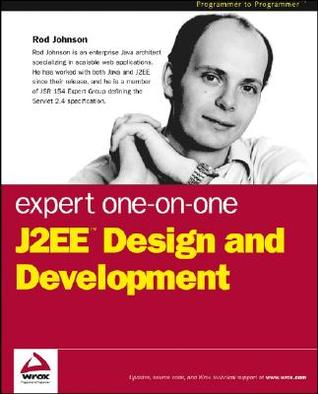 Programmer to Programmer™
Rod Johnson
Rod Johnson is an enterprise Java architect
specializing in scalable web applications.
He has worked with both Java and J2EE
since their release, and he is a member
of JSR 154 Expert Group defining the
Servlet 2.4 specification.
expert one-on-one
J2EE™ Design and
Development
wrox
Programmer to Programmer
Updates, source code, and Wrox technical support at www.wrox.com